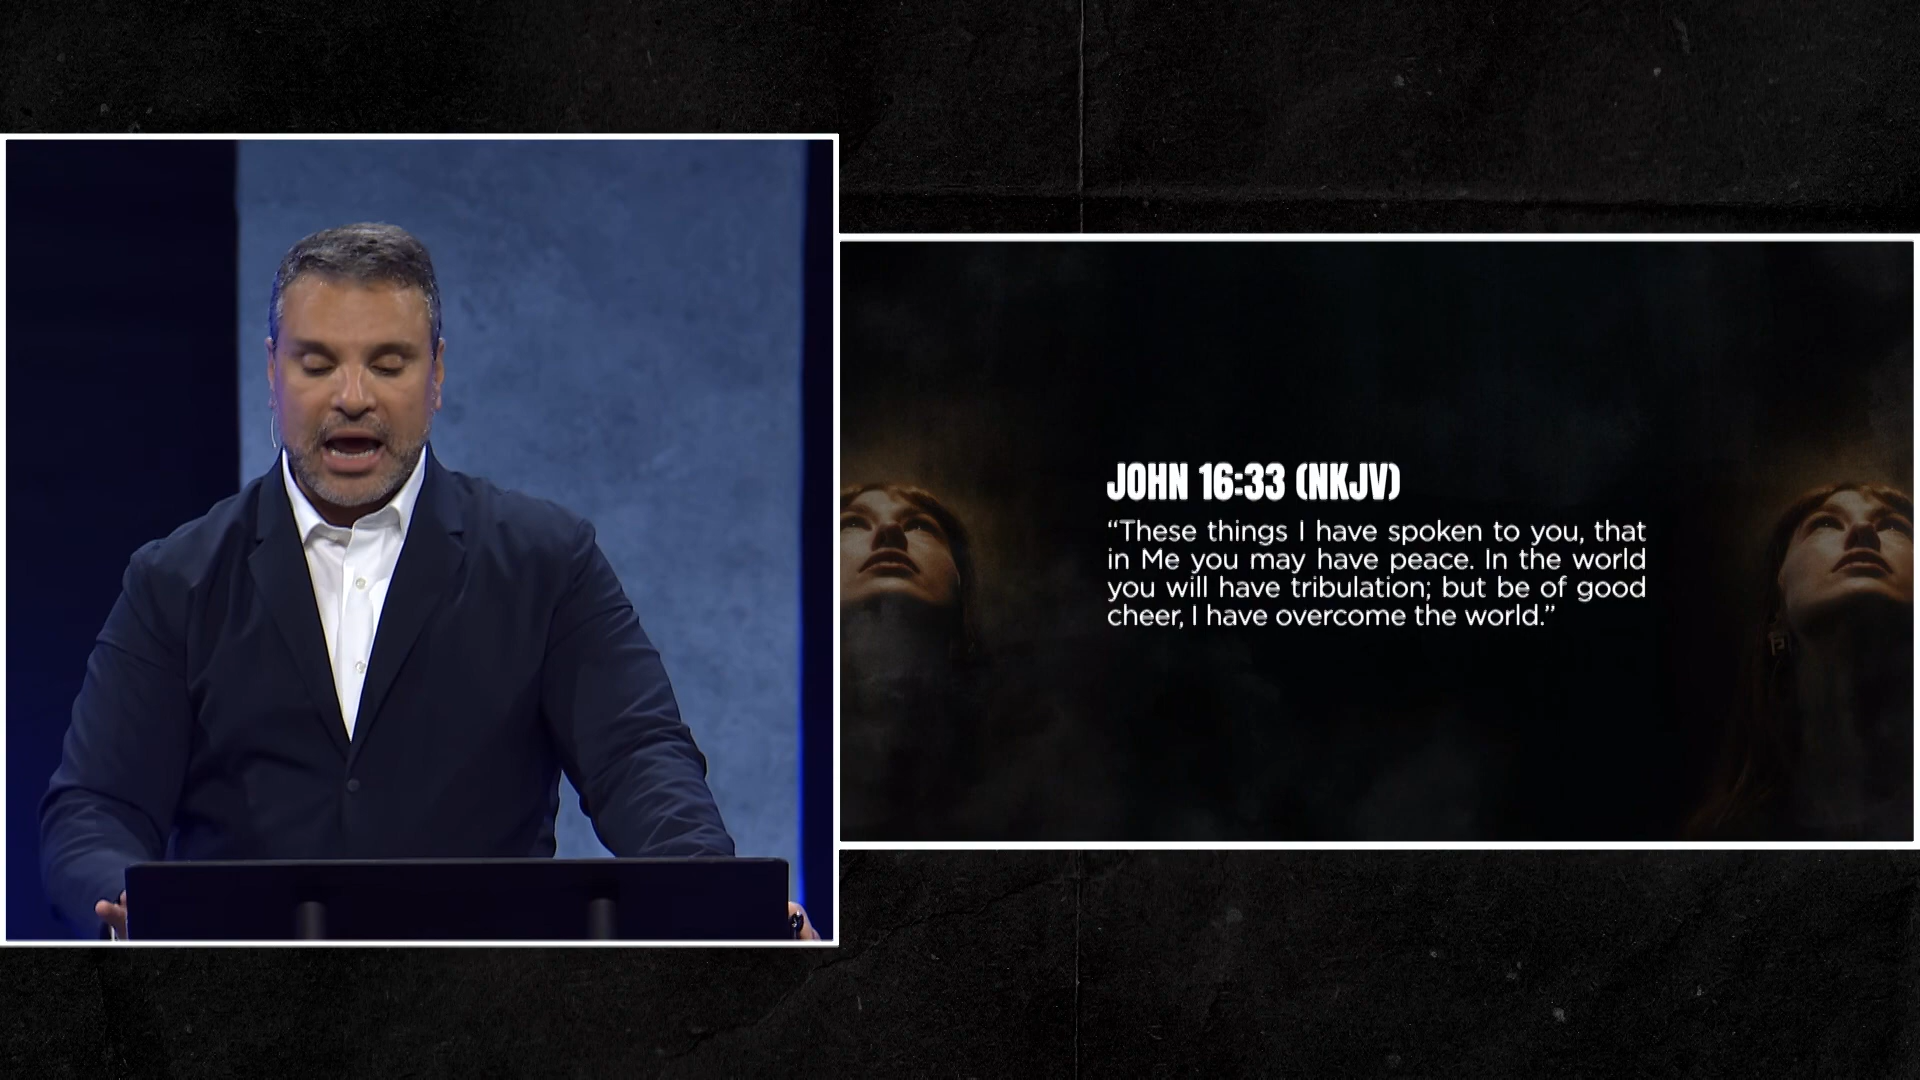 JOHN 16:33 (NKJV)
“These things I have spoken to you, that
in Me you may have peace. In the world
you will have tribulation; but be of good
cheer, I have overcome the world.”